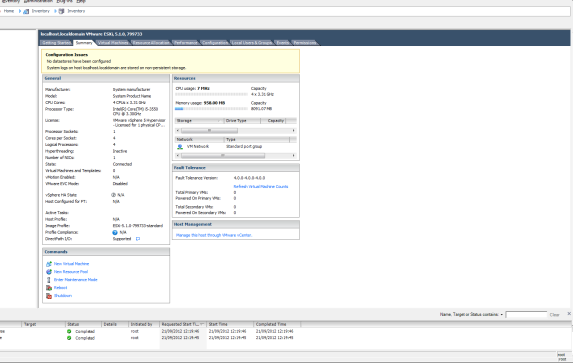 Inventory Administration Plug-ins Help
Home Inventory Inventory
localhost.localdomain VMware ESXi, 5.1.0, 799733
Getting Started Summary Virtual Machines Resource Allocation Performance Configuration Local Users & Groups Events Permissions
Configuration Issues
No datastores have been configured
System logs on host localhost.localdomain are stored on non-persistent storage.
General
Manufacturer: System manufacturer
Model: System Product Name
CPU Cores: 4 CPUs x 3.31 GHz
Processor Type: Intel(R) Core(TM) i5-3550 CPU @ 3.30GHz
License: VMware vSphere 5 Hypervisor - Licensed for 1 physical CP...
Processor Sockets: 1
Cores per Socket: 4
Logical Processors: 4
Hyperthreading: Inactive
Number of NICs: 1
State: Connected
Virtual Machines and Templates: 0
vMotion Enabled: N/A
VMware EVC Mode: Disabled
vSphere HA State N/A
Host Configured for FT: N/A
Active Tasks:
Host Profile: N/A
Image Profile: ESXi-5.1.0-799733-standard
Profile Compliance: N/A
DirectPath I/O: Supported
Commands
New Virtual Machine
New Resource Pool
Enter Maintenance Mode
Reboot
Shutdown
Resources
CPU usage: 7 MHz Capacity
4 x 3.31 GHz
Memory usage: 958.00 MB Capacity
8091.07 MB
Storage Drive Type Capacity
Network Type
VM Network Standard port group
Fault Tolerance
Fault Tolerance Version: 4.0.0-4.0.0-4.0.0
Refresh Virtual Machine Counts
Total Primary VMs: 0
Powered On Primary VMs: 0
Total Secondary VMs: 0
Powered On Secondary VMs: 0
Host Management
Manage this host through VMware vCenter.
Name, Target or Status contains: Clear
Target Status Details Initiated by Requested Start Ti... Start Time Completed Time
Completed root 21/09/2012 12:19:46 21/09/2012 12:19:46 21/09/2012 12:19:46
Completed root 21/09/2012 12:19:45 21/09/2012 12:19:45 21/09/2012 12:19:45
root